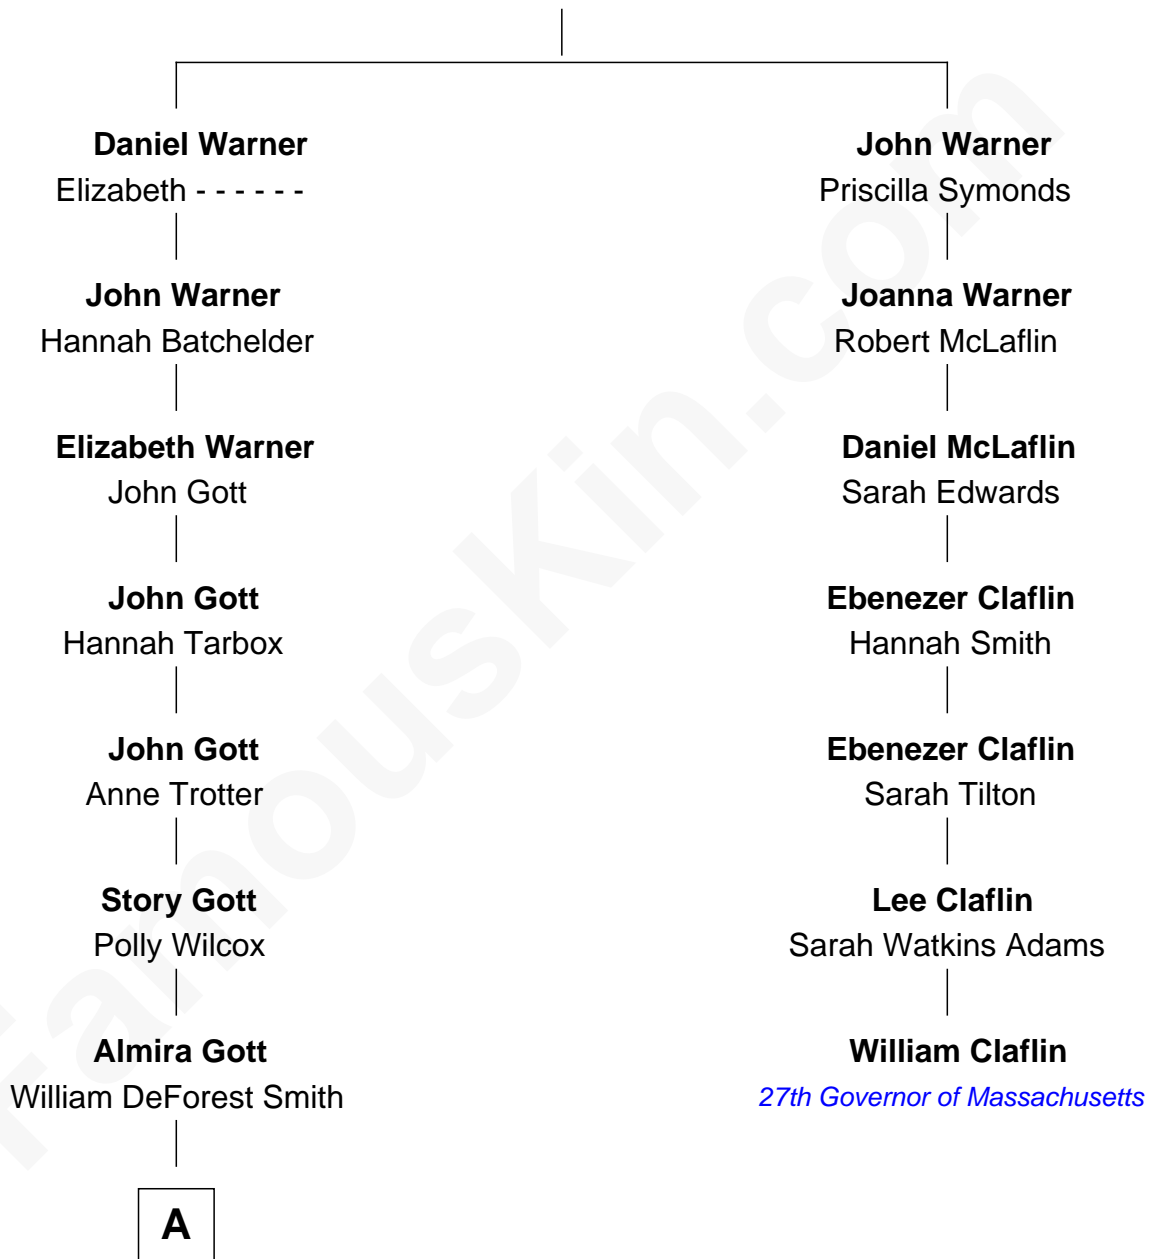 Daniel Warner
Elizabeth - - - - - -
John Warner
Hannah Batchelder
Elizabeth Warner
John Gott
John Gott
Hannah Tarbox
John Gott
Anne Trotter
Story Gott
Polly Wilcox
Almira Gott
William DeForest Smith
A
John Warner
Priscilla Symonds
Joanna Warner
Robert McLaflin
Daniel McLaflin
Sarah Edwards
Ebenezer Claflin
Hannah Smith
Ebenezer Claflin
Sarah Tilton
Lee Claflin
Sarah Watkins Adams
William Claflin
27th Governor of Massachusetts
FamousKin.com